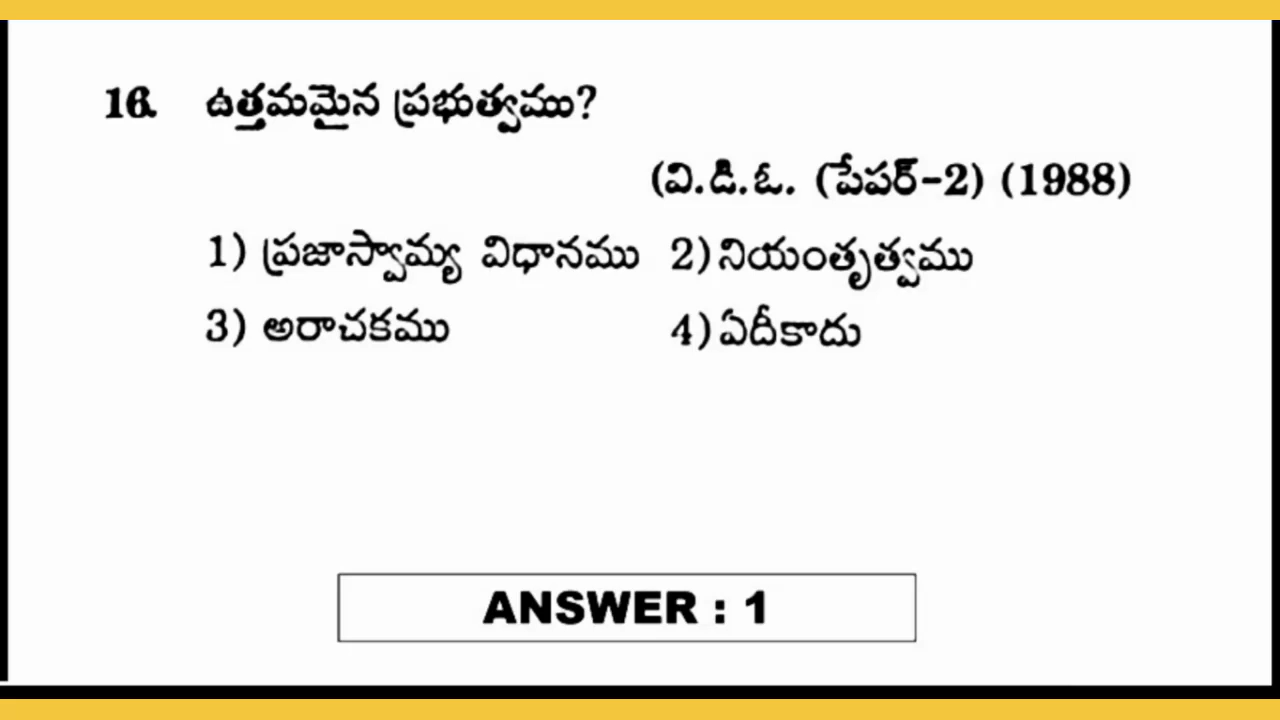 16. ఉత్తమమైన ప్రభుత్వము?
(వి.డి.ఓ. (పేపర్-2) (1988)
1) ప్రజాస్వామ్య విధానము 2) నియంతృత్వము
3) అరాచకము 4) ఏదీకాదు
ANSWER : 1